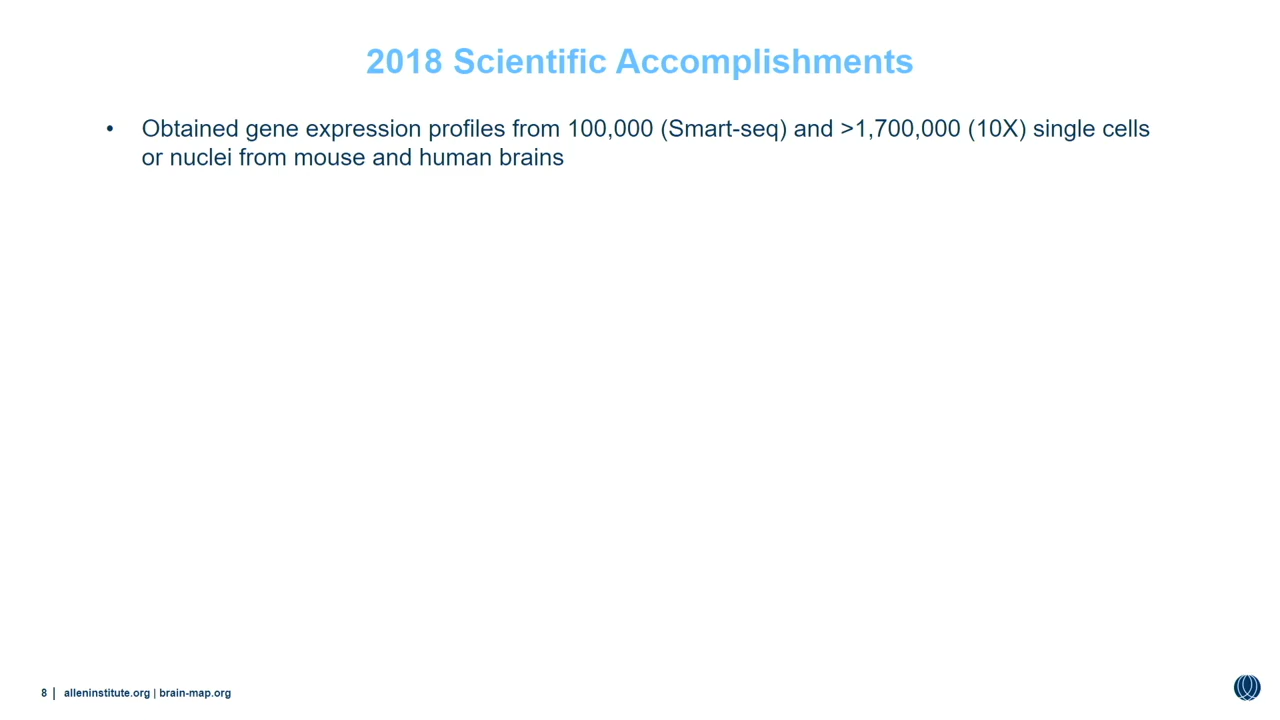 2018 Scientific Accomplishments
• Obtained gene expression profiles from 100,000 (Smart-seq) and >1,700,000 (10X) single cells
or nuclei from mouse and human brains
8 | alleninstitute.org | brain-map.org